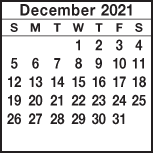 December 2021
S M T W T F S
1 2 3 4
5 6 7 8 9 10 11
12 13 14 15 16 17 18
19 20 21 22 23 24 25
26 27 28 29 30 31